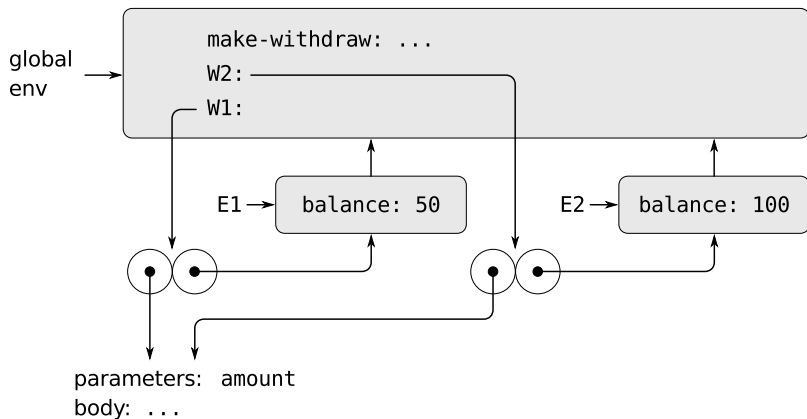 make-withdraw: ...
global
env
W2:
W1:
E1
balance: 50
E2
balance: 100
parameters: amount
body: ...